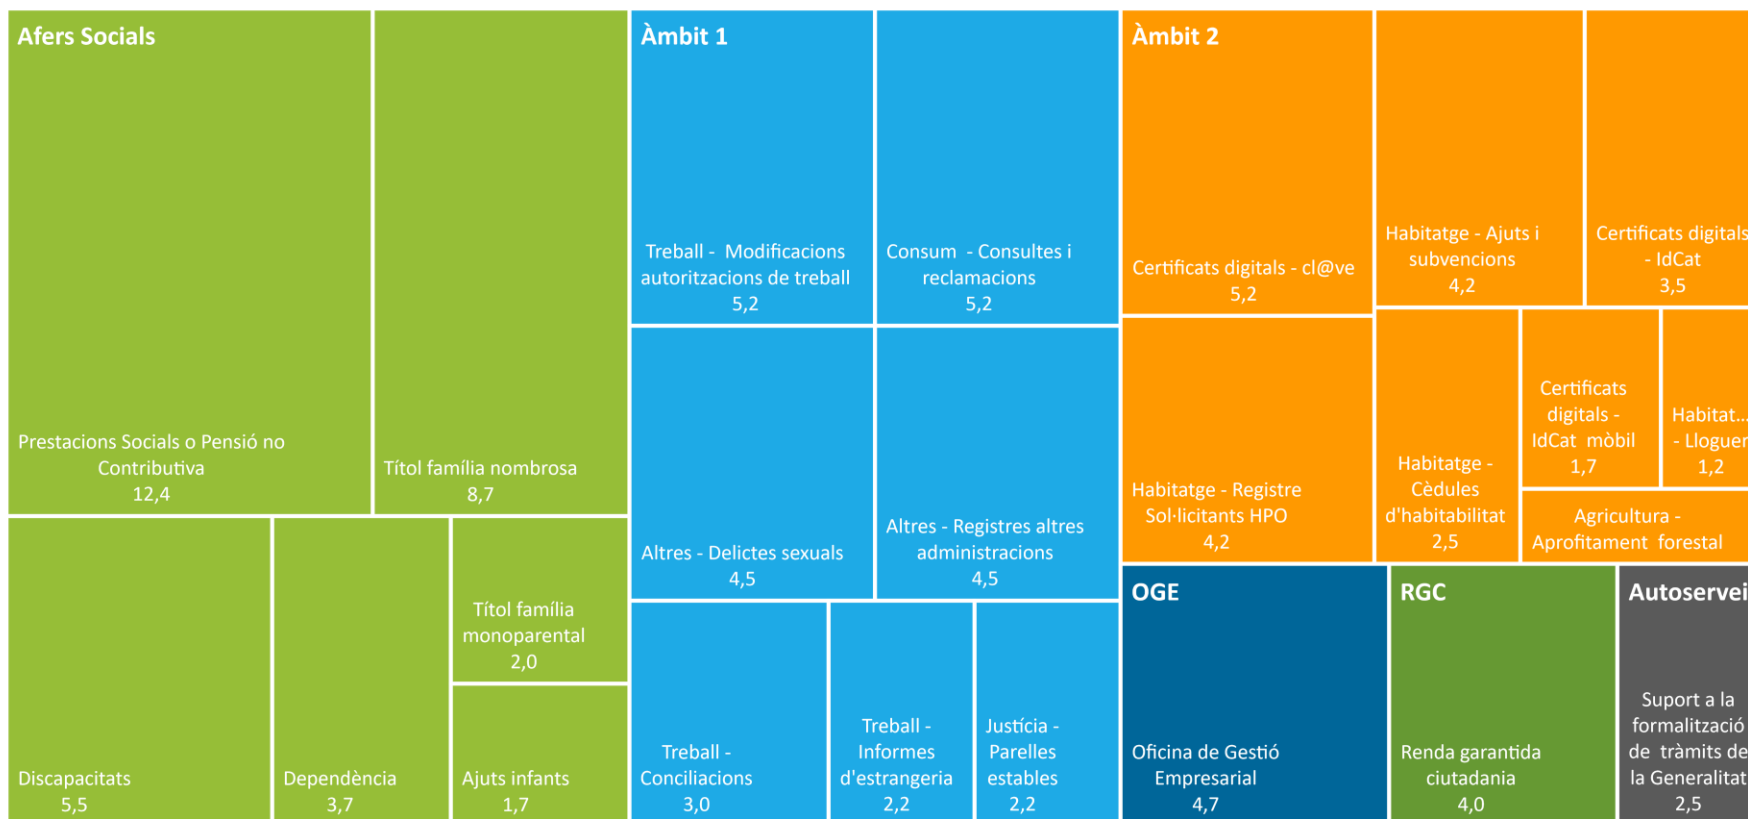 Afers Socials
Prestacions Socials o Pensió no
Contributiva
12,4
Títol família nombrosa
8,7
Discapacitats
5,5
Dependència
3,7
Títol família
monoparental
2,0
Ajuts infants
1,7
Àmbit 1
Treball - Modificacions
autoritzacions de treball
5,2
Consum - Consultes i
reclamacions
5,2
Altres - Delictes sexuals
4,5
Altres - Registres altres
administracions
4,5
Treball -
Conciliacions
3,0
Treball -
Informes
d'estrangeria
2,2
Justícia -
Parelles
estables
2,2
Àmbit 2
Certificats digitals - cl@ve
5,2
Habitatge - Ajuts i
subvencions
4,2
Certificats digitals
- IdCat
3,5
Habitatge - Registre
Sol·licitants HPO
4,2
Habitatge -
Cèdules
d'habitabilitat
2,5
Certificats
digitals -
IdCat mòbil
1,7
Habitat...
- Lloguer
1,2
Agricultura -
Aprofitament forestal
OGE
Oficina de Gestió
Empresarial
4,7
RGC
Renda garantida
ciutadania
4,0
Autoservei
Suport a la
formalització
de tràmits de
la Generalitat
2,5